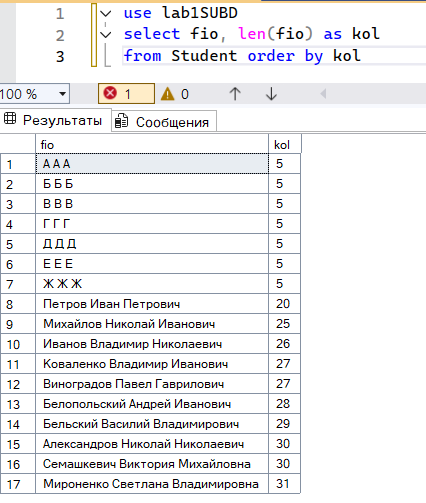 1 use lab1SUBD
2 select fio, len(fio) as kol
3 from Student order by kol
100 % 1 0
Результаты Сообщения
fio kol
1 А А А 5
2 Б Б Б 5
3 В В В 5
4 Г Г Г 5
5 Д Д Д 5
6 Е Е Е 5
7 Ж Ж Ж 5
8 Петров Иван Петрович 20
9 Михайлов Николай Иванович 25
10 Иванов Владимир Николаевич 26
11 Коваленко Владимир Иванович 27
12 Виноградов Павел Гаврилович 27
13 Белопольский Андрей Иванович 28
14 Бельский Василий Владимирович 29
15 Александров Николай Николаевич 30
16 Семашкевич Виктория Михайловна 30
17 Мироненко Светлана Владимировна 31